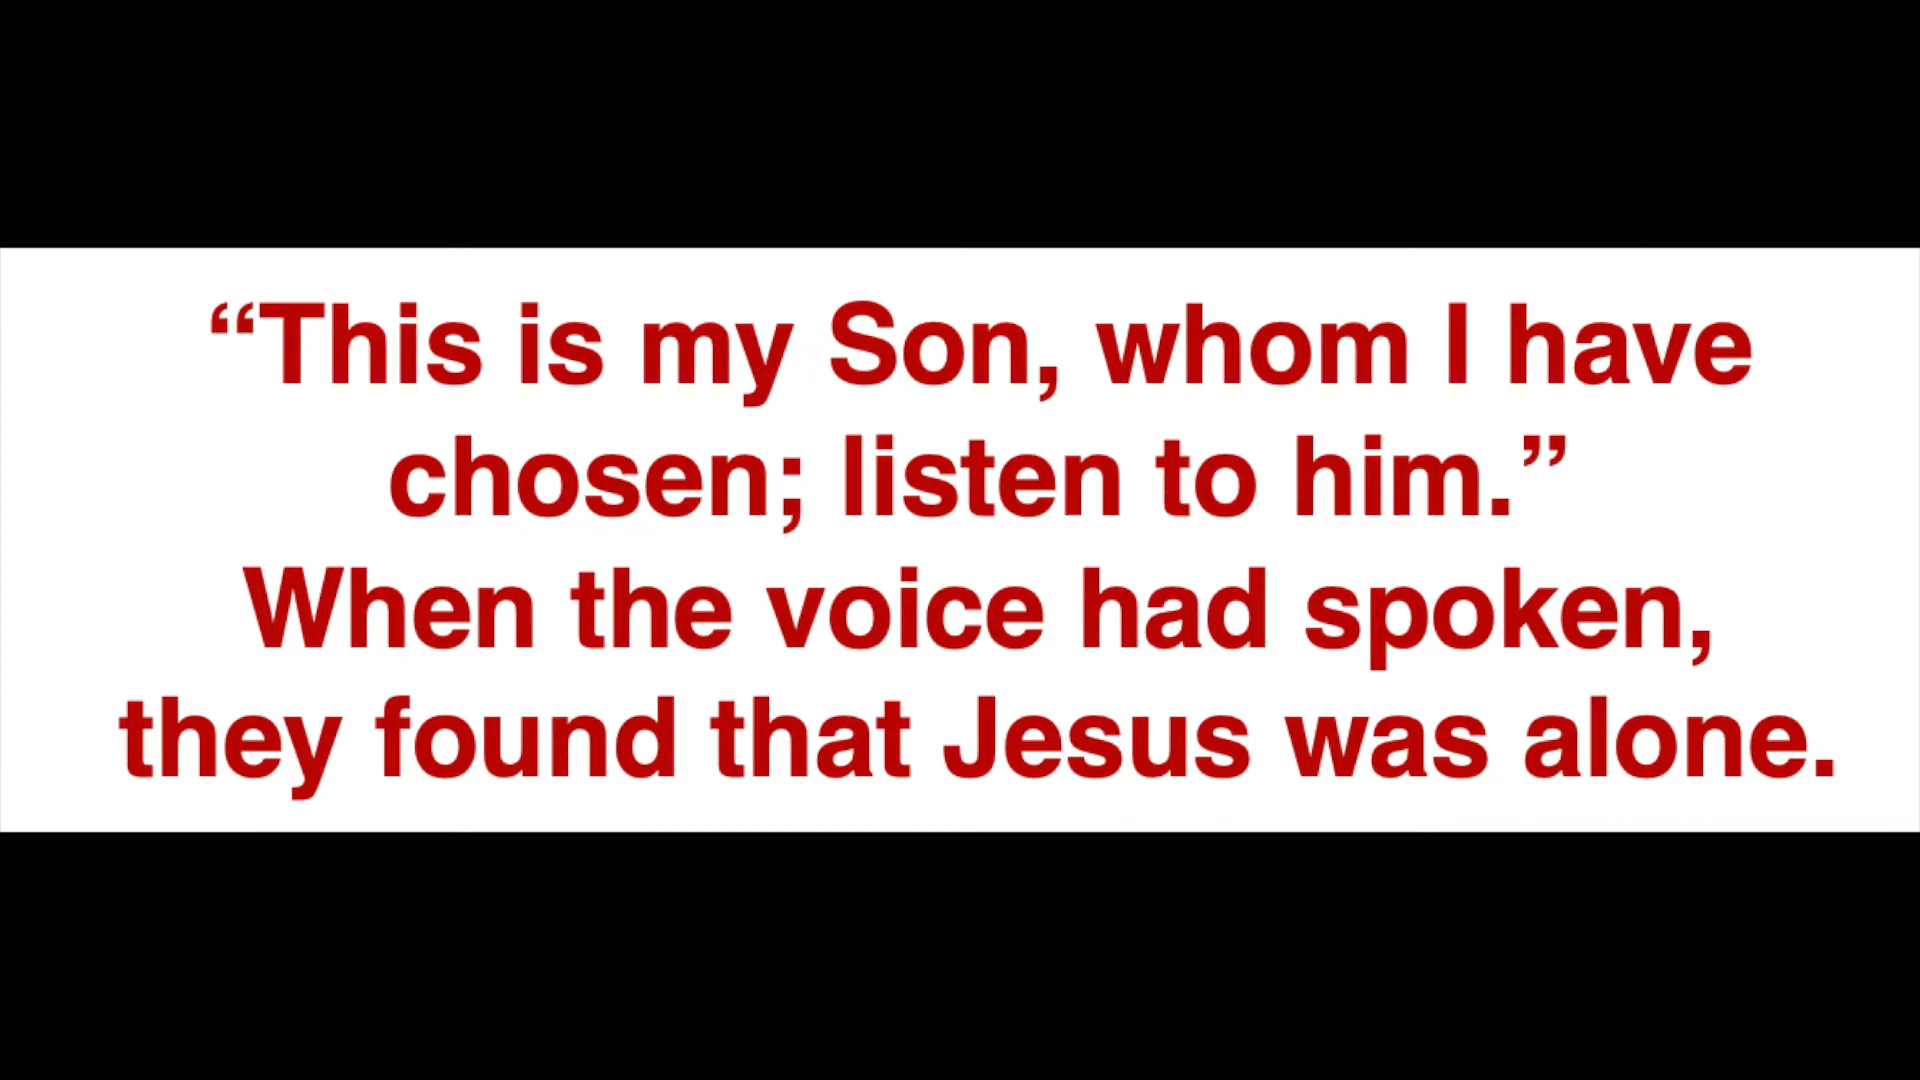 “This is my Son, whom I have
chosen; listen to him.”
When the voice had spoken,
they found that Jesus was alone.